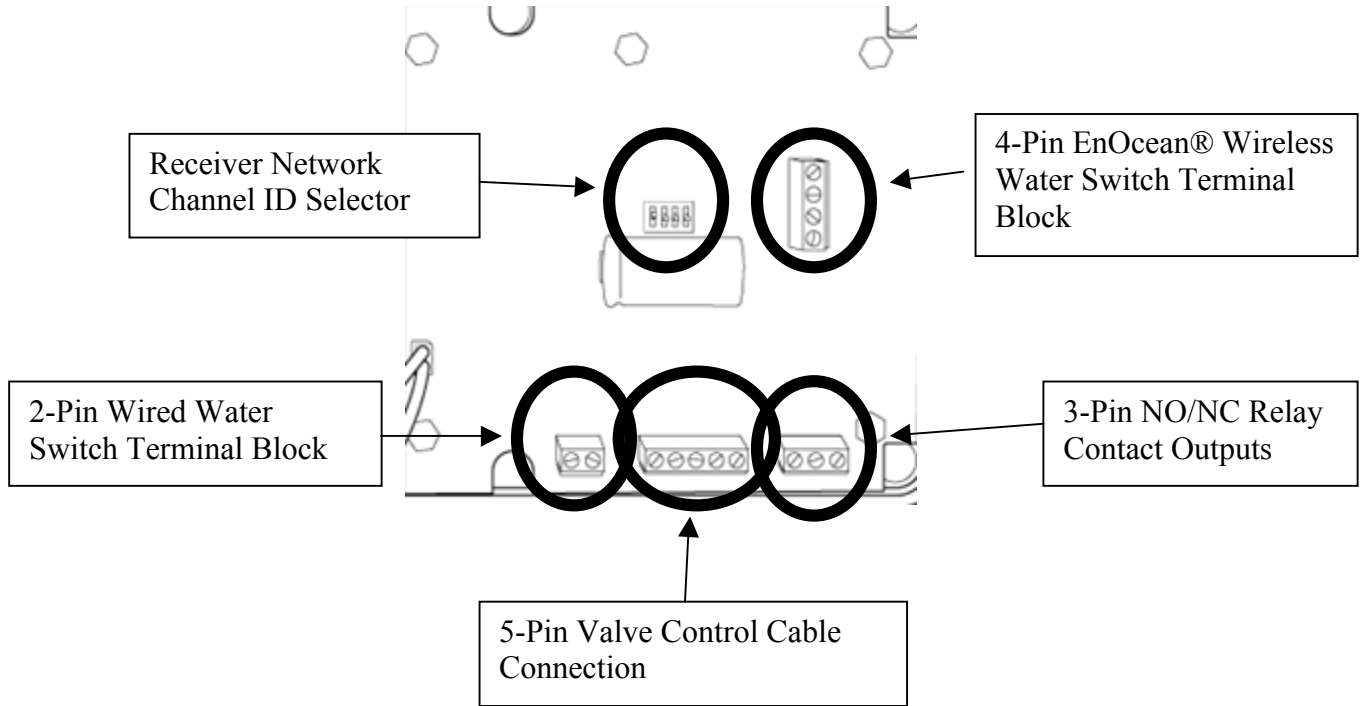 Receiver Network
Channel ID Selector
4-Pin EnOcean® Wireless
Water Switch Terminal
Block
2-Pin Wired Water
Switch Terminal Block
3-Pin NO/NC Relay
Contact Outputs
5-Pin Valve Control Cable
Connection